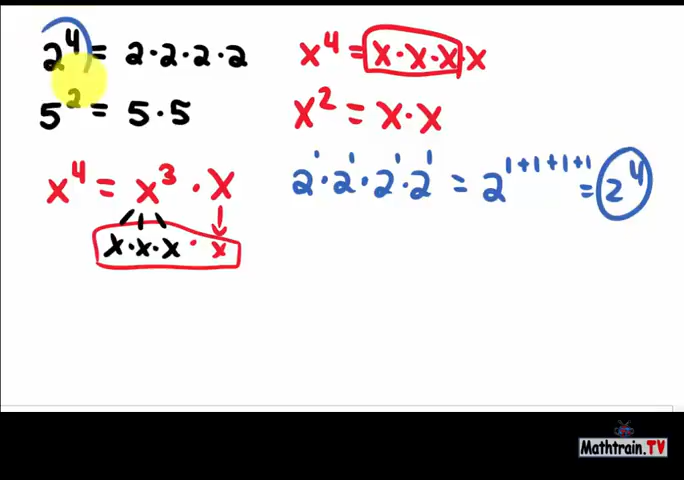 2⁴ = 2·2·2·2
5² = 5·5
x⁴ = x³ · x
x·x·x · x
x⁴ = x·x·x·x
x² = x·x
2¹·2¹·2¹·2¹ = 2¹⁺¹⁺¹⁺¹ = 2⁴
Mathtrain.TV